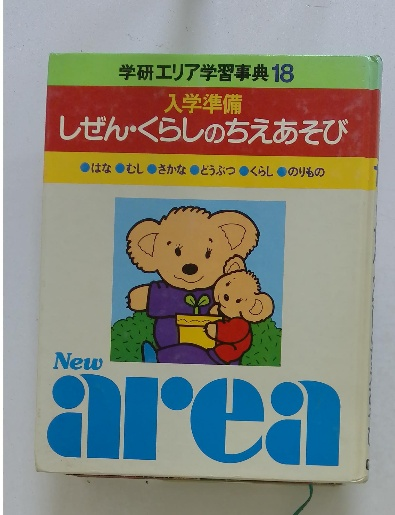 学研エリア学習事典18
入学準備
しぜん・くらしのちえあそび
●はな●むし●さかな●どうぶつ●くらし●のりもの
New
area